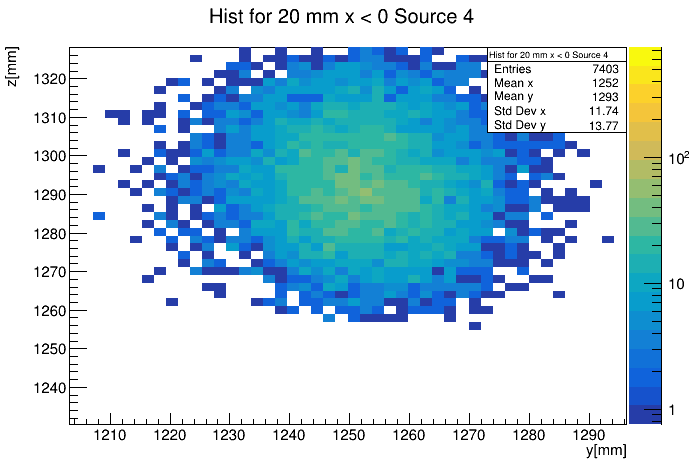 Hist for 20 mm x < 0 Source 4
z[mm]
Hist for 20 mm x < 0 Source 4
Entries 7403
Mean x 1252
Mean y 1293
Std Dev x 11.74
Std Dev y 13.77
1320
1310
1300
1290
1280
1270
1260
1250
1240
10²
10
1
1210 1220 1230 1240 1250 1260 1270 1280 1290
y[mm]